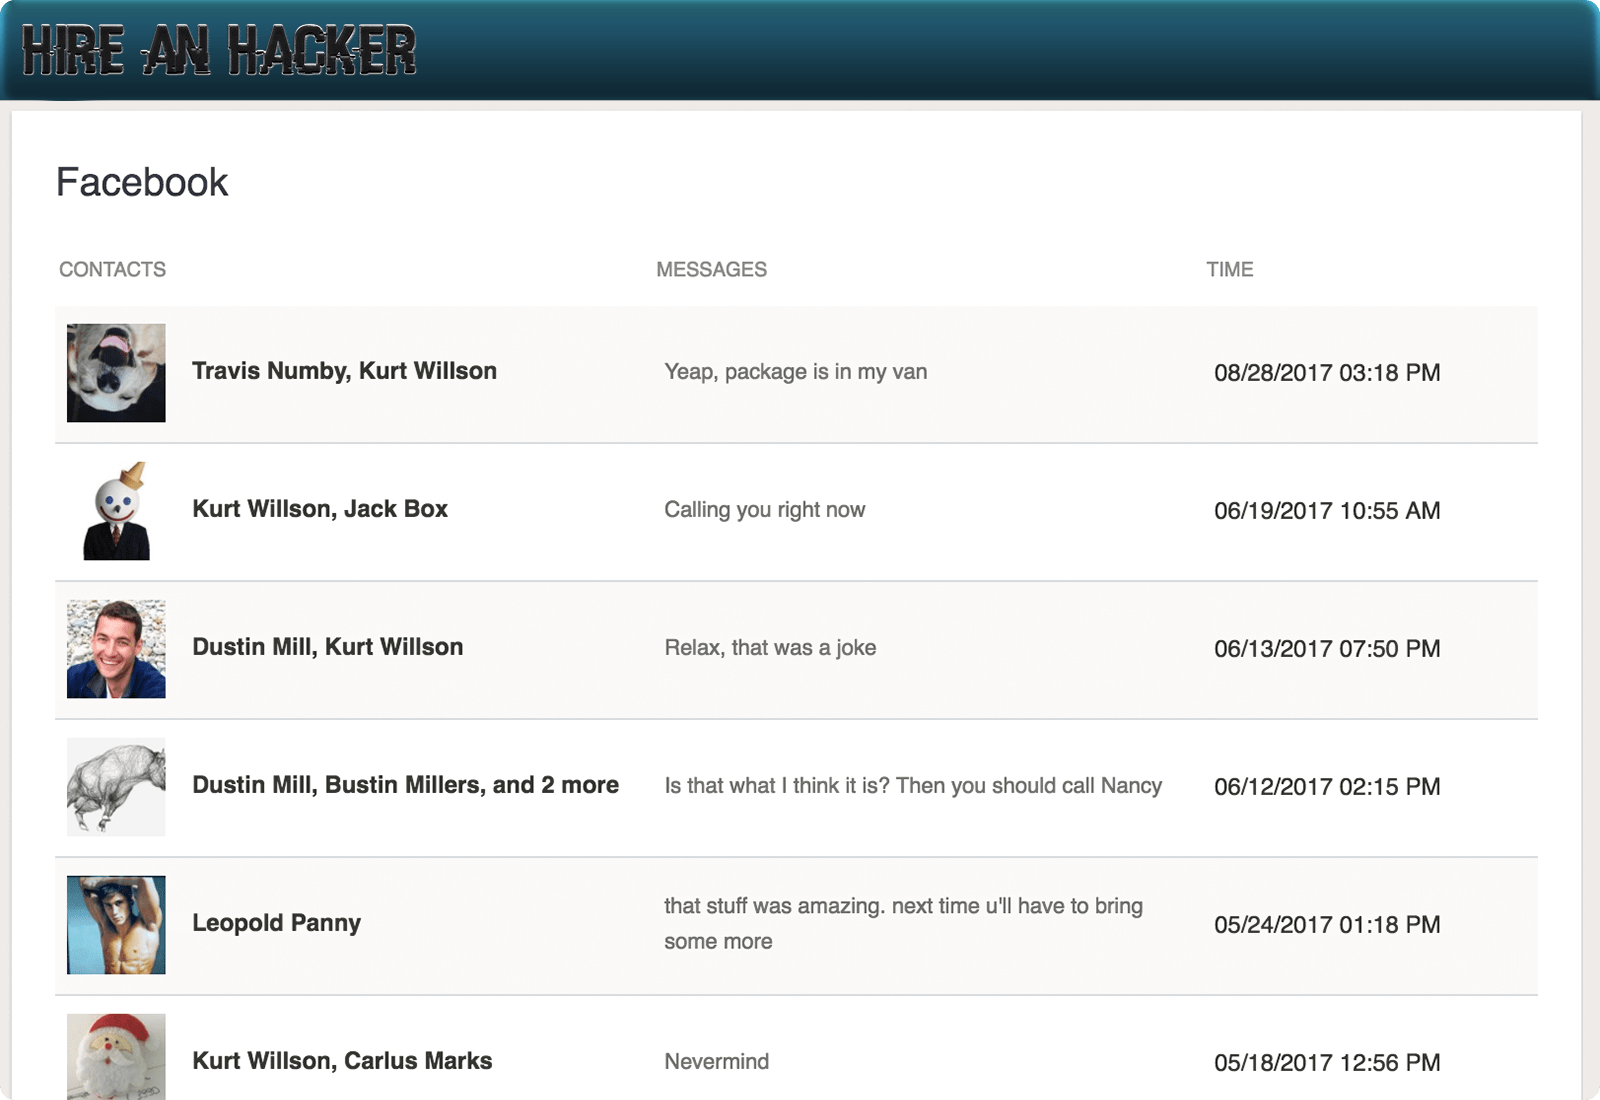 HIRE AN HACKER
Facebook
CONTACTS MESSAGES TIME
Travis Numby, Kurt Willson Yeap, package is in my van 08/28/2017 03:18 PM
Kurt Willson, Jack Box Calling you right now 06/19/2017 10:55 AM
Dustin Mill, Kurt Willson Relax, that was a joke 06/13/2017 07:50 PM
Dustin Mill, Bustin Millers, and 2 more Is that what I think it is? Then you should call Nancy 06/12/2017 02:15 PM
Leopold Panny that stuff was amazing. next time u'll have to bring 05/24/2017 01:18 PM
some more
Kurt Willson, Carlus Marks Nevermind 05/18/2017 12:56 PM